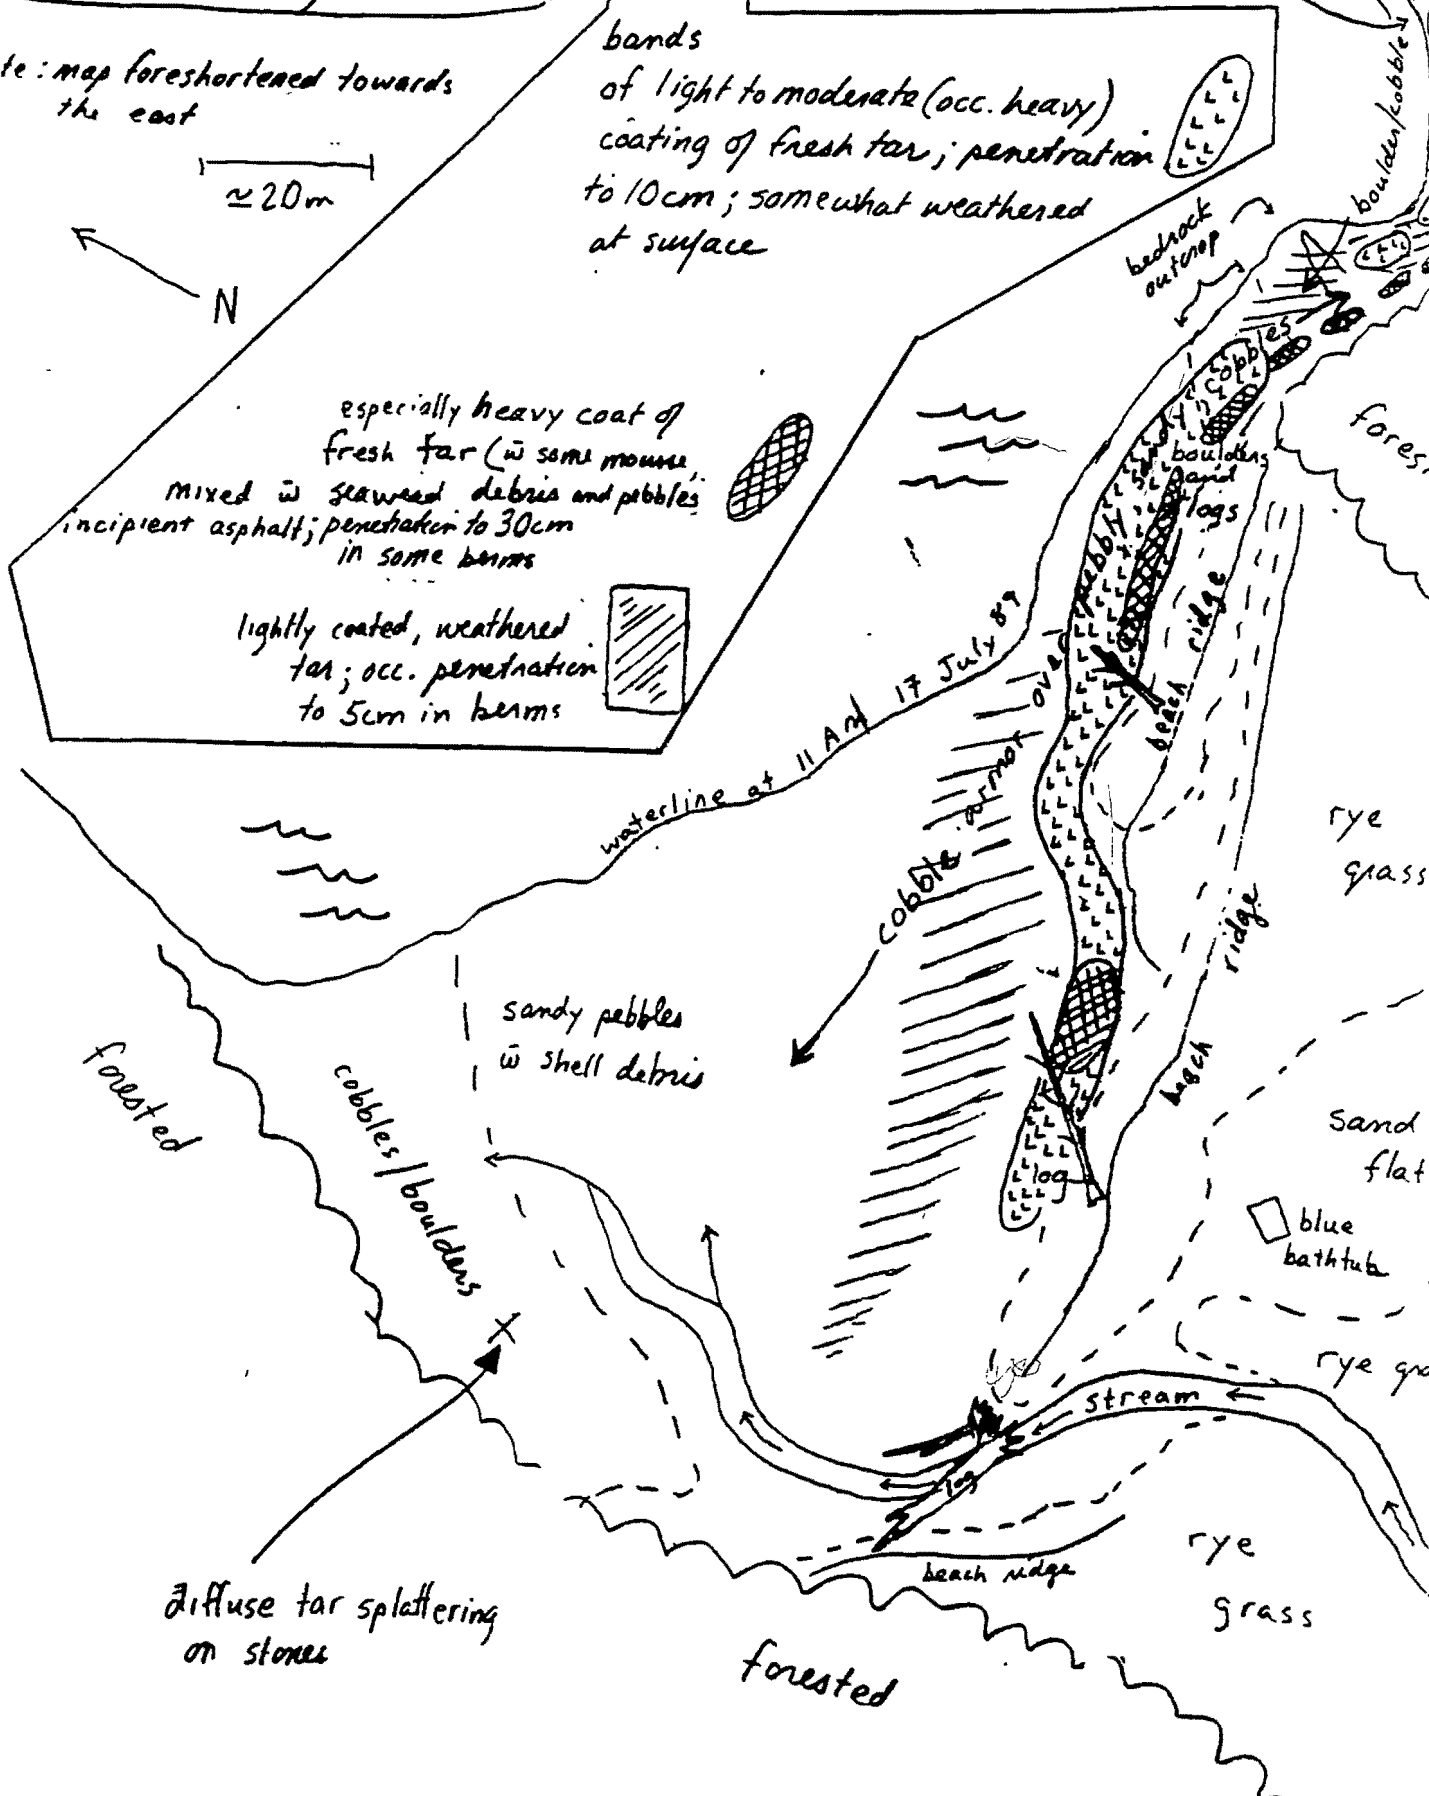 te: map foreshortened towards
the east
≃20m
N
bands
of light to moderate (occ. heavy)
coating of fresh tar; penetration
to 10cm; somewhat weathered
at surface
especially heavy coat of
fresh tar (w̄ some mousse,
mixed w̄ seaweed debris and pebbles
incipient asphalt; penetration to 30cm
in some berms
lightly coated, weathered
tar; occ. penetration
to 5cm in berms
boulder/cobble
bedrock
outcrop
cobbles
boulders
and
logs
pebbly
forest
ridge
beach
waterline at 11 AM 17 July 89
cobble armor over
rye
grass
ridge
beach
sandy pebbles
w̄ shell debris
forested
cobbles/boulders
log
sand
flat
blue
bathtub
rye gra
stream
log
beach ridge
rye
grass
X
diffuse tar splattering
on stones
forested